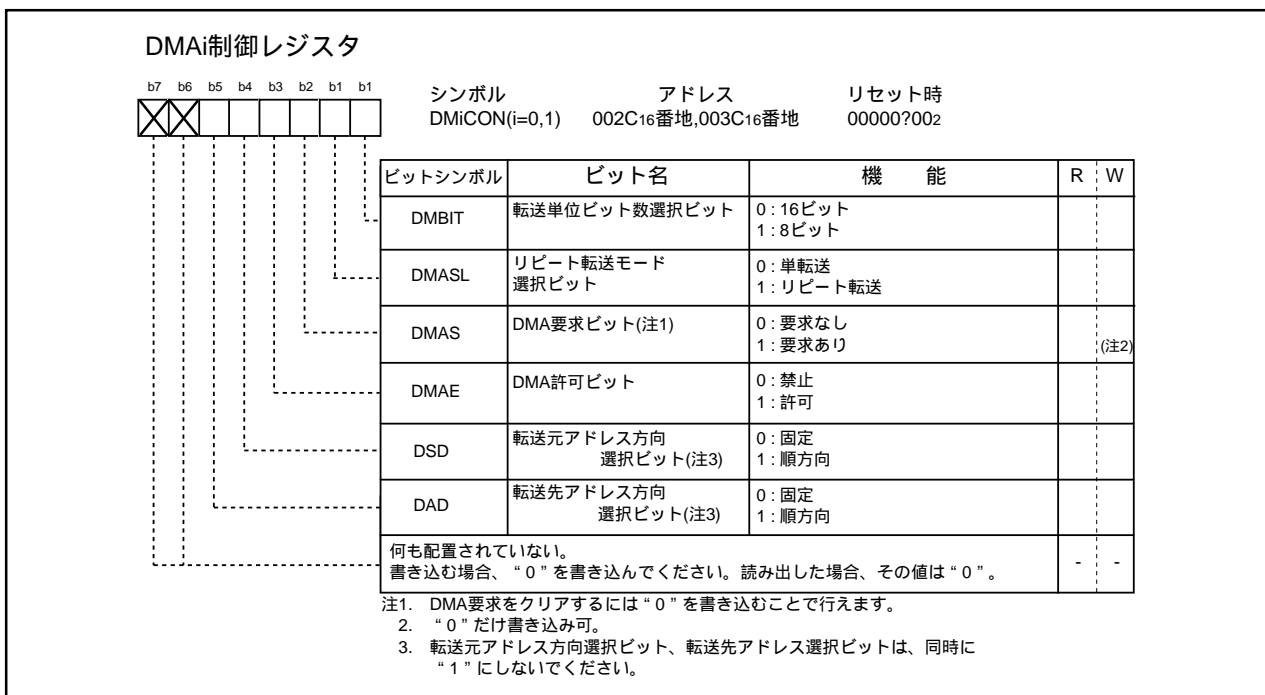 DMAi制御レジスタ
b7 b6 b5 b4 b3 b2 b1 b1
シンボル アドレス リセット時
DMiCON(i=0,1) 002C16番地,003C16番地 00000?002
ビットシンボル ビット名 機 能 R W
DMBIT 転送単位ビット数選択ビット 0 : 16ビット
1 : 8ビット
DMASL リピート転送モード
選択ビット 0 : 単転送
1 : リピート転送
DMAS DMA要求ビット(注1) 0 : 要求なし
1 : 要求あり (注2)
DMAE DMA許可ビット 0 : 禁止
1 : 許可
DSD 転送元アドレス方向
選択ビット(注3) 0 : 固定
1 : 順方向
DAD 転送先アドレス方向
選択ビット(注3) 0 : 固定
1 : 順方向
何も配置されていない。
書き込む場合、“0”を書き込んでください。読み出した場合、その値は“0”。 - -
注1. DMA要求をクリアするには“0”を書き込むことで行えます。
2. “0”だけ書き込み可。
3. 転送元アドレス方向選択ビット、転送先アドレス選択ビットは、同時に
“1”にしないでください。